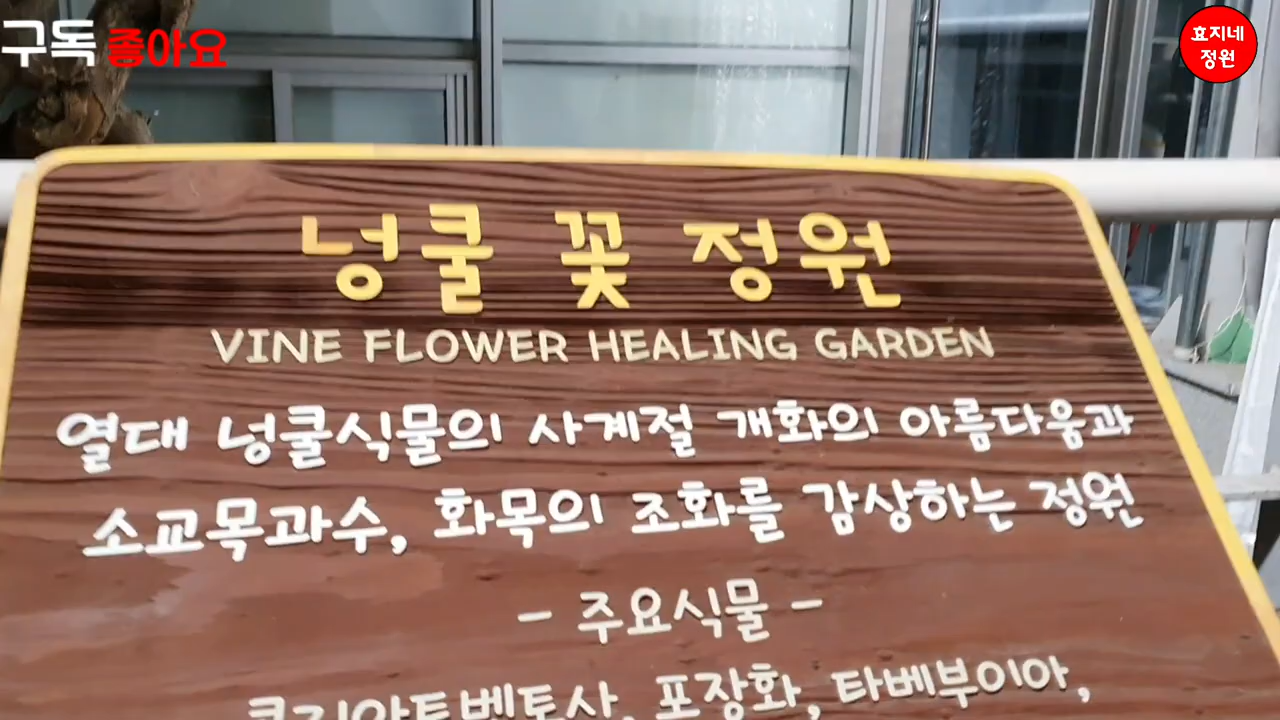 구독 좋아요
효지네
정원
넝쿨 꽃 정원
VINE FLOWER HEALING GARDEN
열대 넝쿨식물의 사계절 개화의 아름다움과
소교목과수, 화목의 조화를 감상하는 정원
- 주요식물 -
포장화, 타베부이아,